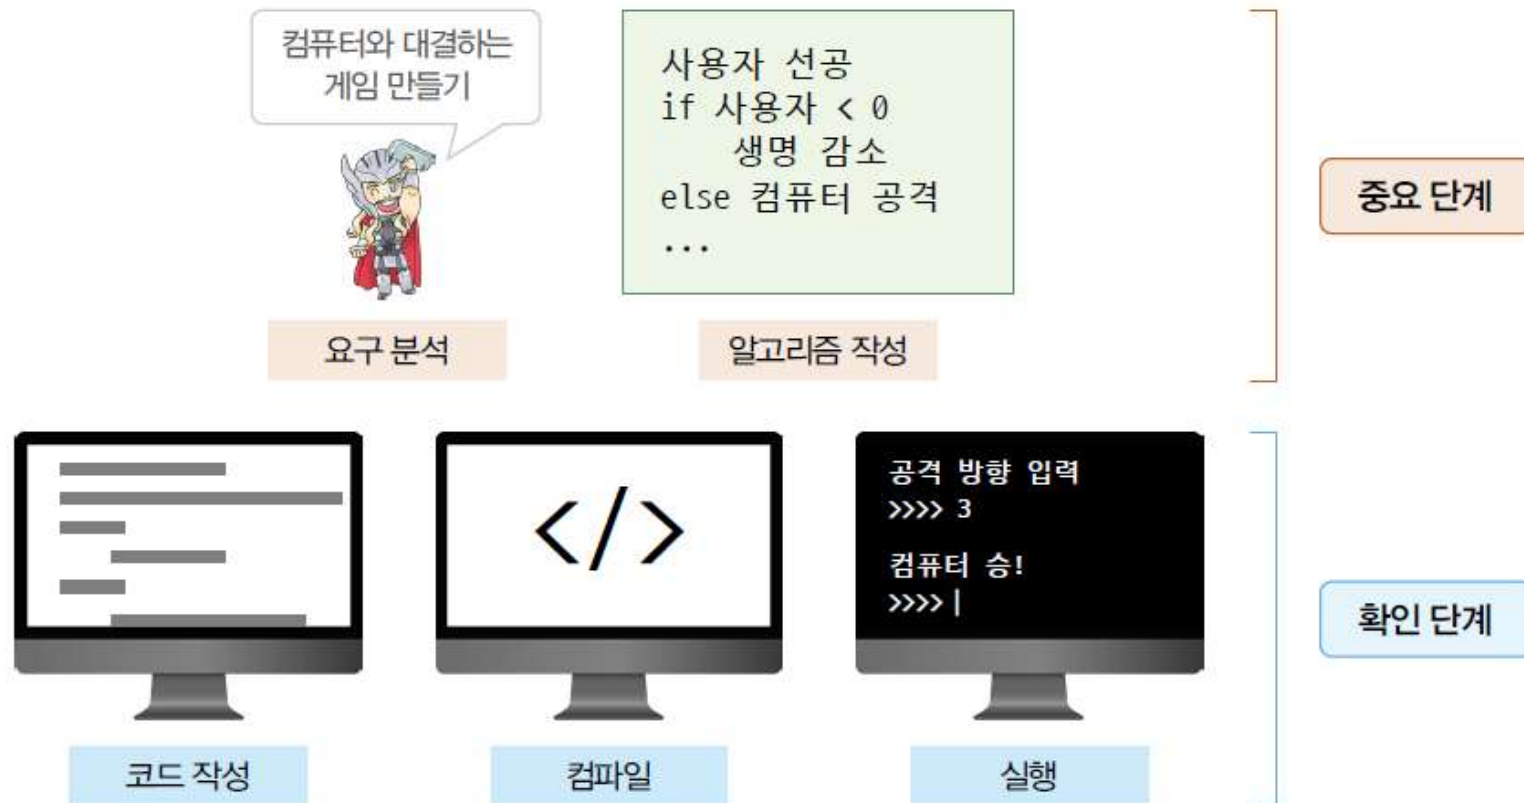 컴퓨터와 대결하는
게임 만들기
사용자 선공
if 사용자 < 0
생명 감소
else 컴퓨터 공격
...
중요 단계
요구 분석
알고리즘 작성
</>
공격 방향 입력
>>>> 3
컴퓨터 승!
>>>> |
확인 단계
코드 작성
컴파일
실행